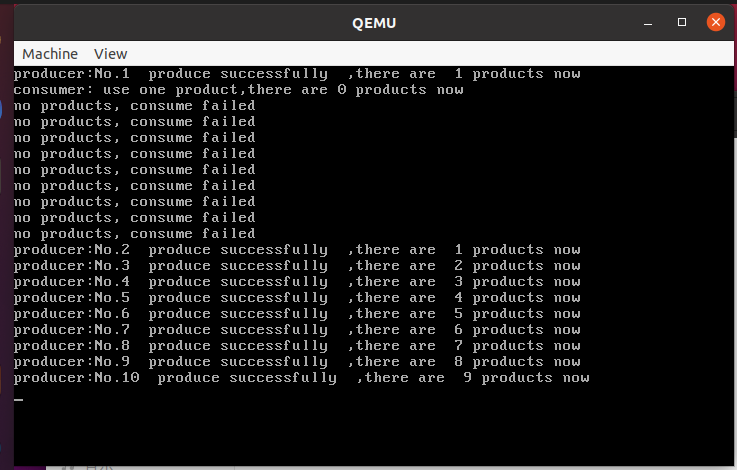 QEMU
Machine View
producer:No.1  produce successfully  ,there are  1 products now
consumer: use one product,there are 0 products now
no products, consume failed
no products, consume failed
no products, consume failed
no products, consume failed
no products, consume failed
no products, consume failed
no products, consume failed
no products, consume failed
no products, consume failed
producer:No.2  produce successfully  ,there are  1 products now
producer:No.3  produce successfully  ,there are  2 products now
producer:No.4  produce successfully  ,there are  3 products now
producer:No.5  produce successfully  ,there are  4 products now
producer:No.6  produce successfully  ,there are  5 products now
producer:No.7  produce successfully  ,there are  6 products now
producer:No.8  produce successfully  ,there are  7 products now
producer:No.9  produce successfully  ,there are  8 products now
producer:No.10  produce successfully  ,there are  9 products now